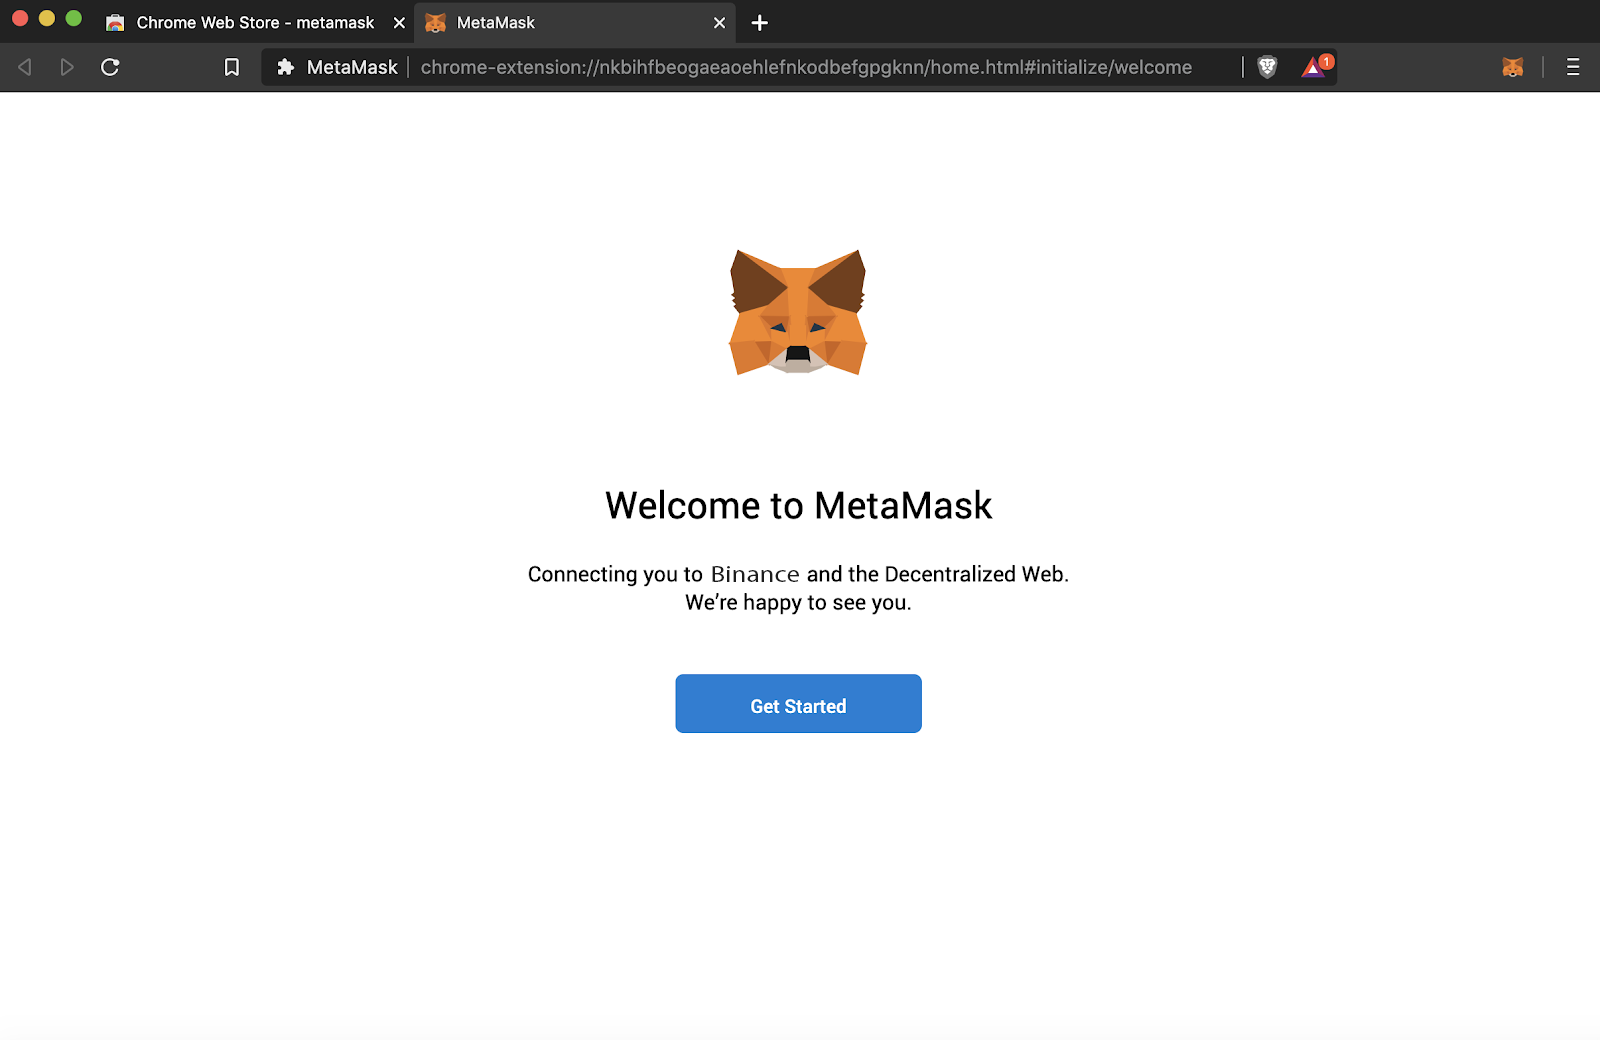 Chrome Web Store - metamask
MetaMask
MetaMask
chrome-extension://nkbihfbeogaeaoehlefnkodbefgpgknn/home.html#initialize/welcome
1
Welcome to MetaMask
Connecting you to Binance and the Decentralized Web.
We’re happy to see you.
Get Started